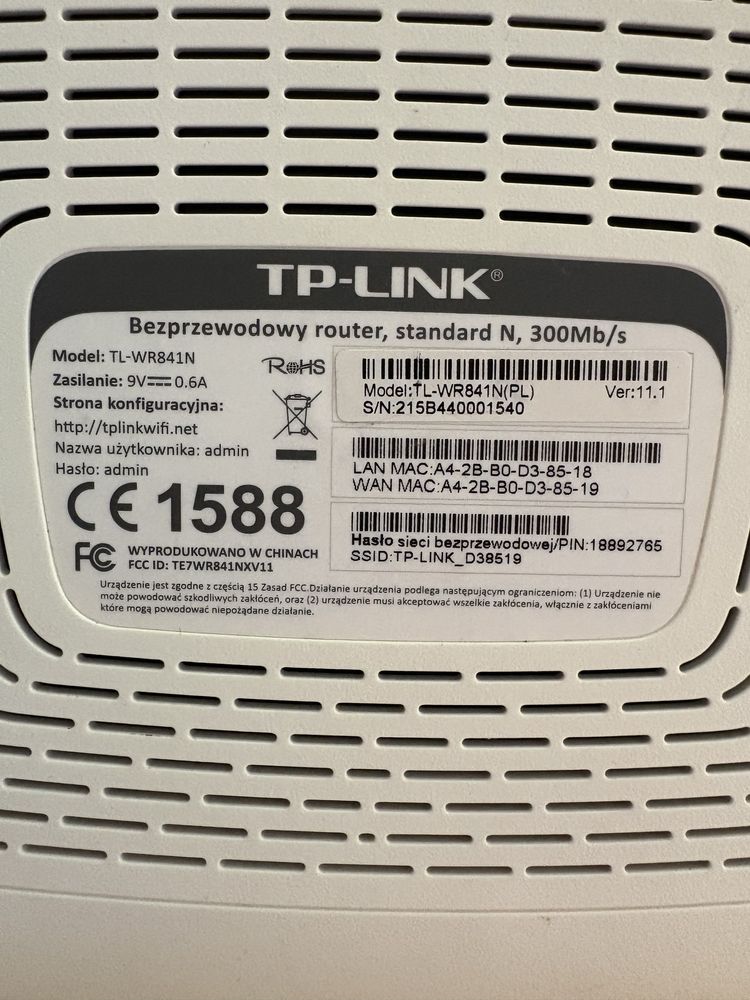 TP-LINK®
Bezprzewodowy router, standard N, 300Mb/s
Model: TL-WR841N
Zasilanie: 9V⎓0.6A
Strona konfiguracyjna:
http://tplinkwifi.net
Nazwa użytkownika: admin
Hasło: admin
RoHS
CE 1588
FC
WYPRODUKOWANO W CHINACH
FCC ID: TE7WR841NXV11
Model:TL-WR841N(PL) Ver:11.1
S/N:215B440001540
LAN MAC:A4-2B-B0-D3-85-18
WAN MAC:A4-2B-B0-D3-85-19
Hasło sieci bezprzewodowej/PIN:18892765
SSID:TP-LINK_D38519
Urządzenie jest zgodne z częścią 15 Zasad FCC.Działanie urządzenia podlega następującym ograniczeniom: (1) Urządzenie nie
może powodować szkodliwych zakłóceń, oraz (2) urządzenie musi akceptować wszelkie zakłócenia, włącznie z zakłóceniami
które mogą powodować niepożądane działanie.